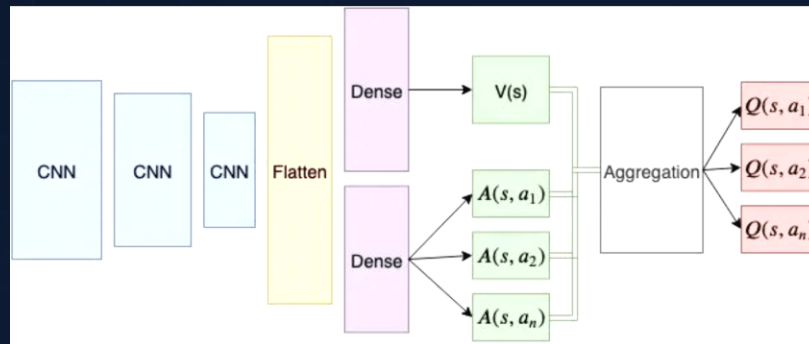 CNN
CNN
CNN
Flatten
Dense
Dense
V(s)
A(s, a₁)
A(s, a₂)
A(s, aₙ)
Aggregation
Q(s, a₁)
Q(s, a₂)
Q(s, aₙ)